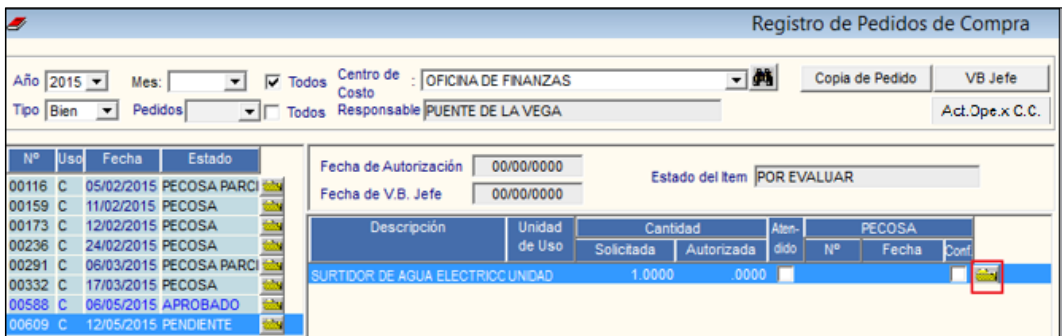 Registro de Pedidos de Compra
Año 2015 Mes: Todos Centro de Costo : OFICINA DE FINANZAS Copia de Pedido VB Jefe
Tipo Bien Pedidos Todos Responsable PUENTE DE LA VEGA Act.Ope.x C.C.
Nº Uso Fecha Estado
00116 C 05/02/2015 PECOSA PARCI
00159 C 11/02/2015 PECOSA
00173 C 12/02/2015 PECOSA
00236 C 24/02/2015 PECOSA
00291 C 06/03/2015 PECOSA PARCI
00332 C 17/03/2015 PECOSA
00588 C 06/05/2015 APROBADO
00609 C 12/05/2015 PENDIENTE
Fecha de Autorización 00/00/0000 Estado del Item POR EVALUAR
Fecha de V.B. Jefe 00/00/0000
Descripción Unidad de Uso Cantidad Solicitada Autorizada Aten-dido PECOSA Nº Fecha Conf.
SURTIDOR DE AGUA ELECTRICO UNIDAD 1.0000 .0000